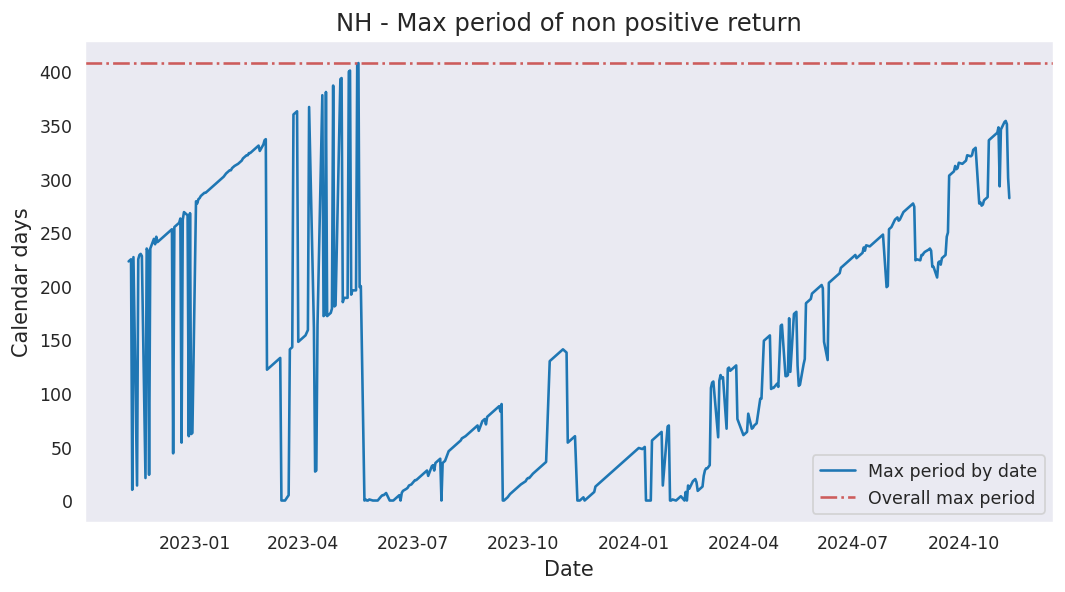 NH - Max period of non positive return
Calendar days
400
350
300
250
200
150
100
50
0
2023-01 2023-04 2023-07 2023-10 2024-01 2024-04 2024-07 2024-10
Date
Max period by date
Overall max period